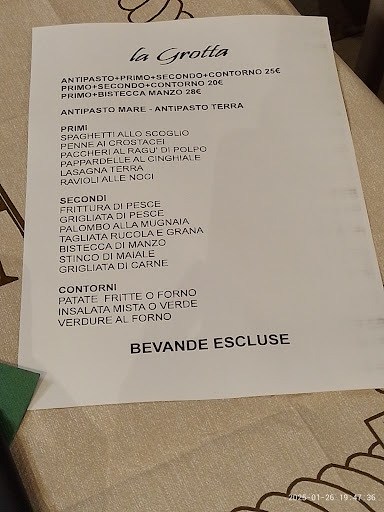 la Grotta
ANTIPASTO+PRIMO+SECONDO+CONTORNO 25€
PRIMO+SECONDO+CONTORNO 20€
PRIMO+BISTECCA MANZO 28€
ANTIPASTO MARE - ANTIPASTO TERRA
PRIMI
SPAGHETTI ALLO SCOGLIO
PENNE AI CROSTACEI
PACCHERI AL RAGU' DI POLPO
PAPPARDELLE AL CINGHIALE
LASAGNA TERRA
RAVIOLI ALLE NOCI
SECONDI
FRITTURA DI PESCE
GRIGLIATA DI PESCE
PALOMBO ALLA MUGNAIA
TAGLIATA RUCOLA E GRANA
BISTECCA DI MANZO
STINCO DI MAIALE
GRIGLIATA DI CARNE
CONTORNI
PATATE FRITTE O FORNO
INSALATA MISTA O VERDE
VERDURE AL FORNO
BEVANDE ESCLUSE
2025-01-26 19:47:36